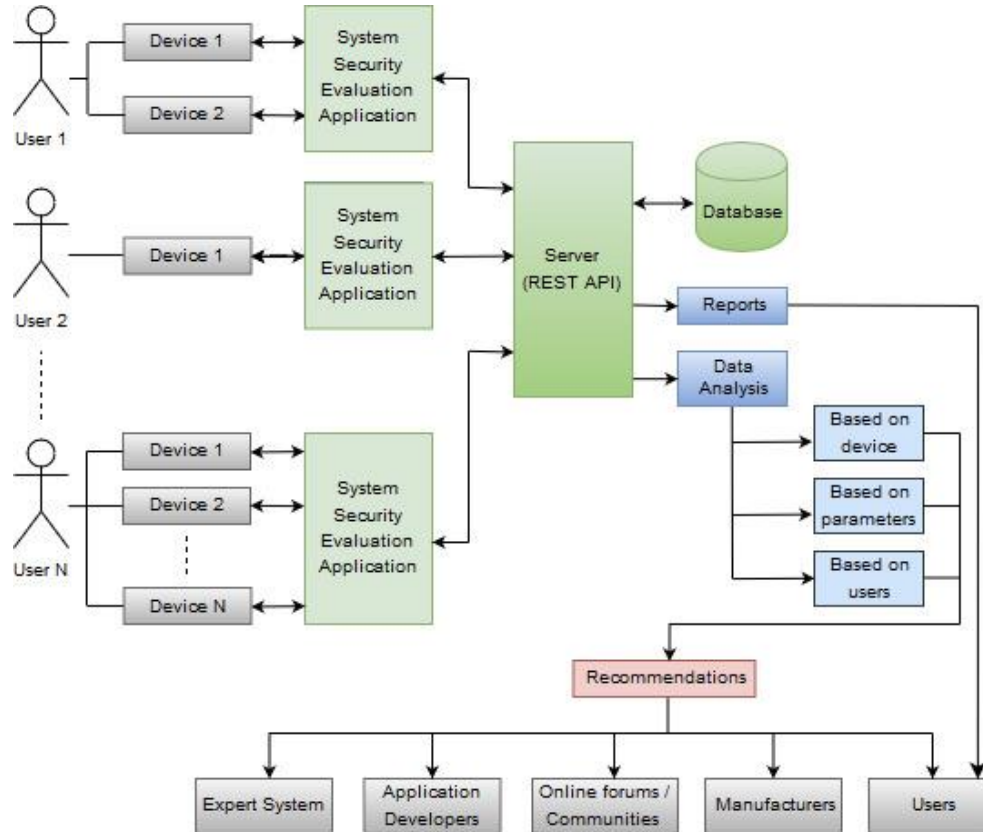 Device 1
Device 2
User 1
System
Security
Evaluation
Application
Device 1
User 2
System
Security
Evaluation
Application
Server
(REST API)
Database
Reports
Data
Analysis
Based on
device
Based on
parameters
Based on
users
Device 1
Device 2
Device N
User N
System
Security
Evaluation
Application
Recommendations
Expert System
Application
Developers
Online forums /
Communities
Manufacturers
Users